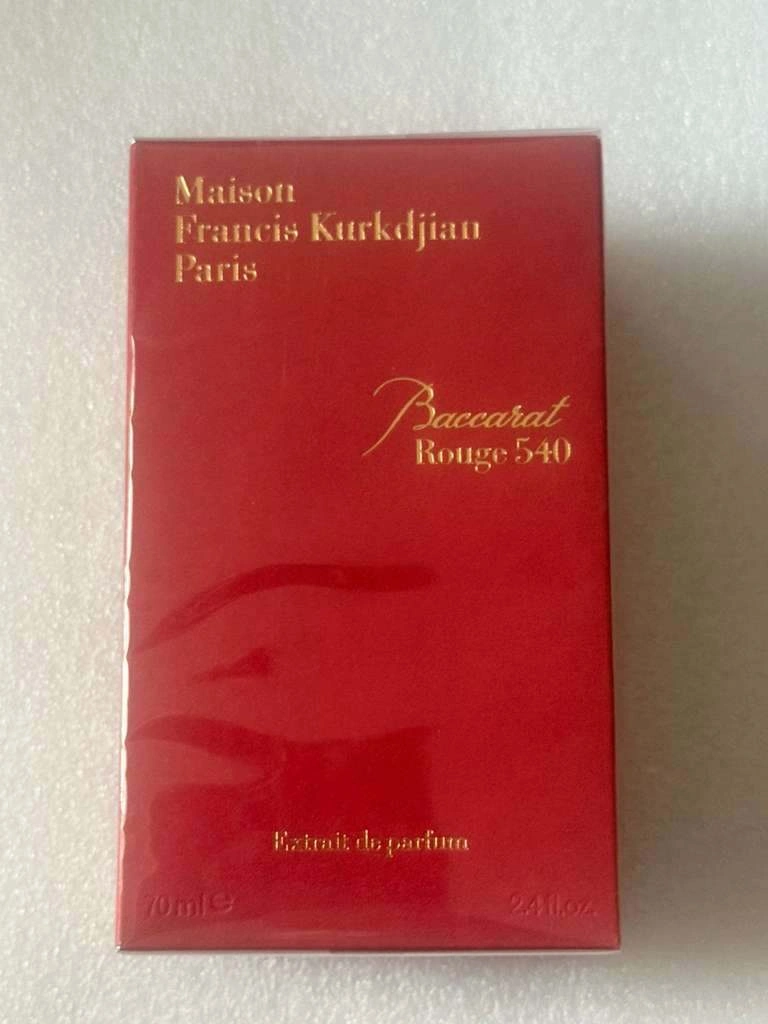 Maison
Francis Kurkdjian
Paris
Baccarat
Rouge 540
Extrait de parfum
70 ml ℮ 2.4 fl.oz.